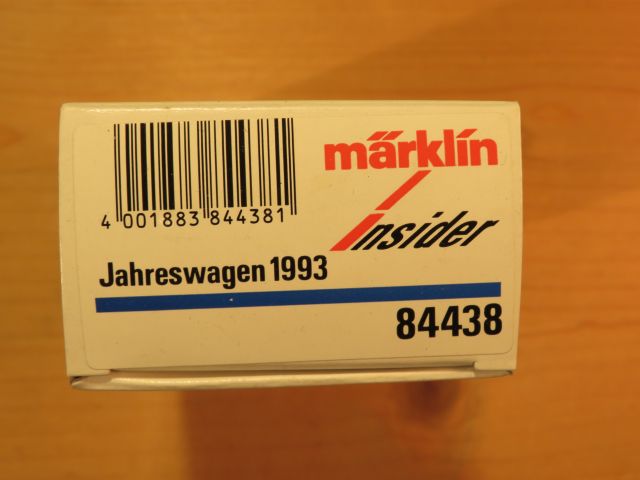 märklin
Insider
4 001883 844381
Jahreswagen 1993
84438